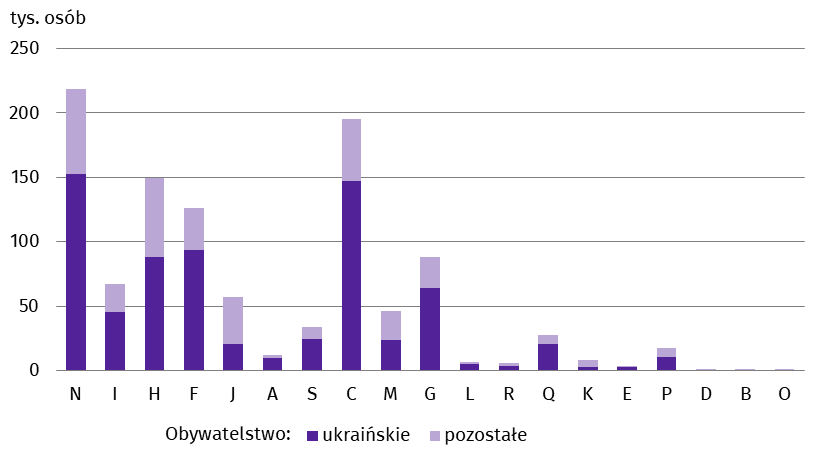 tys. osób
250
200
150
100
50
0
N I H F J A S C M G L R Q K E P D B O
Obywatelstwo: ukraińskie pozostałe